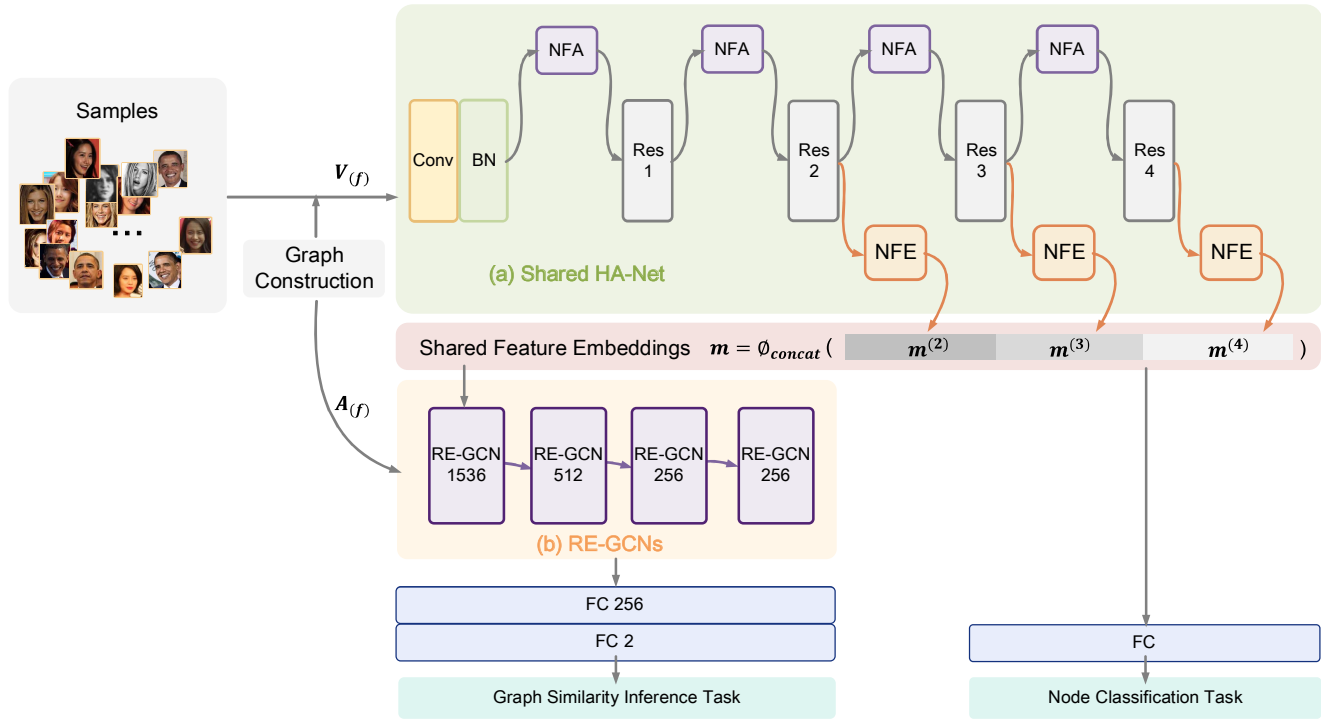 Samples
...
V(f)
Graph
Construction
A(f)
Conv
BN
NFA
NFA
NFA
NFA
Res
1
Res
2
Res
3
Res
4
NFE
NFE
NFE
(a) Shared HA-Net
Shared Feature Embeddings m = ∅concat ( m(2) m(3) m(4) )
RE-GCN
1536
RE-GCN
512
RE-GCN
256
RE-GCN
256
(b) RE-GCNs
FC 256
FC 2
FC
Graph Similarity Inference Task
Node Classification Task